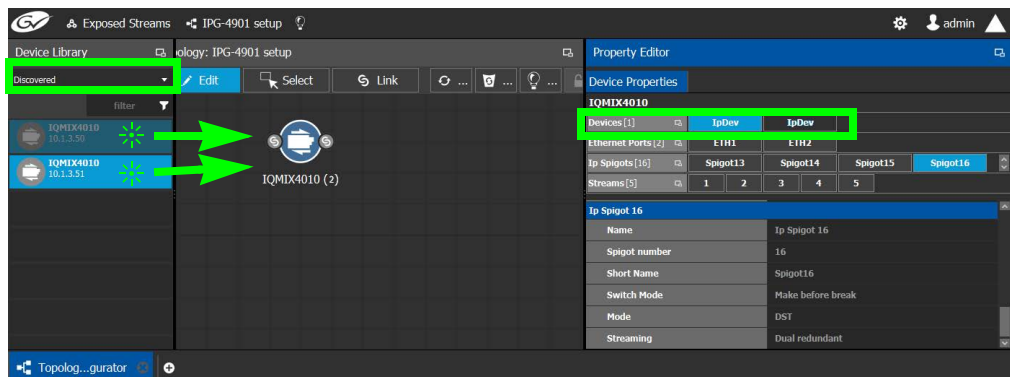 GV Exposed Streams IPG-4901 setup admin
Device Library
ology: IPG-4901 setup
Property Editor
Discovered
Edit Select Link ... ... ...
Device Properties
filter
IQMIX4010
Devices [1] IpDev IpDev
IQMIX4010
10.1.3.50
Ethernet Ports [2] ETH1 ETH2
IQMIX4010
10.1.3.51
Ip Spigots [16] Spigot13 Spigot14 Spigot15 Spigot16
IQMIX4010 (2)
Streams [5] 1 2 3 4 5
Ip Spigot 16
Name Ip Spigot 16
Spigot number 16
Short Name Spigot16
Switch Mode Make before break
Mode DST
Streaming Dual redundant
Topolog...gurator